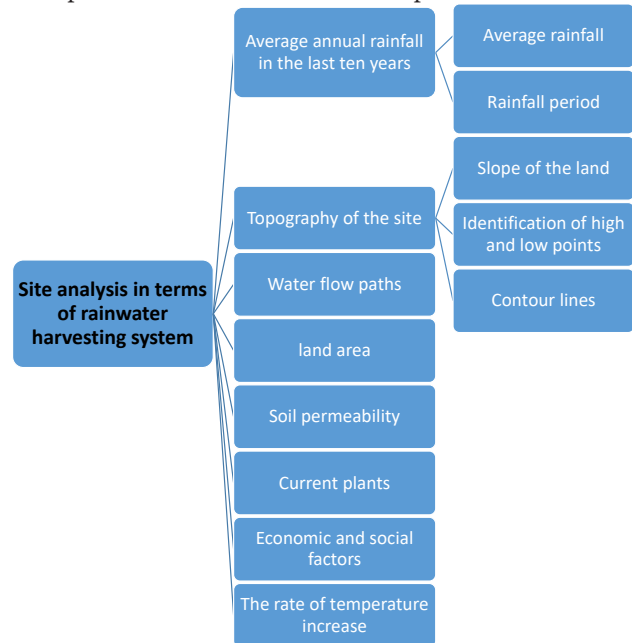 Average annual rainfall
in the last ten years
Average rainfall
Rainfall period
Slope of the land
Topography of the site
Identification of high
and low points
Contour lines
Site analysis in terms
of rainwater
harvesting system
Water flow paths
land area
Soil permeability
Current plants
Economic and social
factors
The rate of temperature
increase